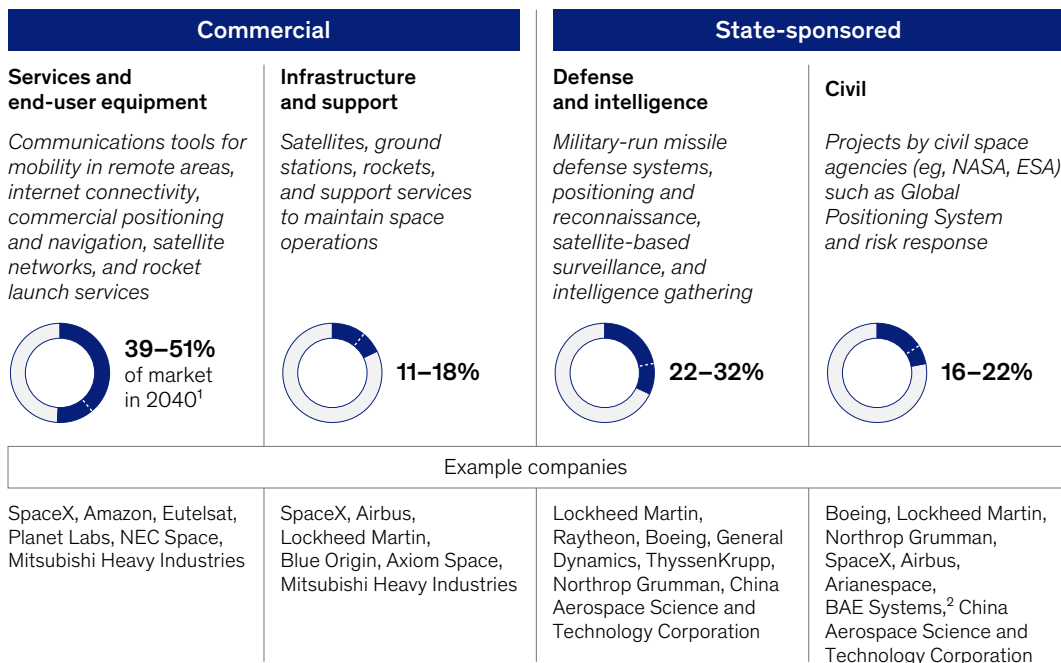 Commercial
State-sponsored
Services and
end-user equipment
Communications tools for
mobility in remote areas,
internet connectivity,
commercial positioning
and navigation, satellite
networks, and rocket
launch services
39–51%
of market
in 2040¹
Infrastructure
and support
Satellites, ground
stations, rockets,
and support services
to maintain space
operations
11–18%
Defense
and intelligence
Military-run missile
defense systems,
positioning and
reconnaissance,
satellite-based
surveillance, and
intelligence gathering
22–32%
Civil
Projects by civil space
agencies (eg, NASA, ESA)
such as Global
Positioning System
and risk response
16–22%
Example companies
SpaceX, Amazon, Eutelsat,
Planet Labs, NEC Space,
Mitsubishi Heavy Industries
SpaceX, Airbus,
Lockheed Martin,
Blue Origin, Axiom Space,
Mitsubishi Heavy Industries
Lockheed Martin,
Raytheon, Boeing, General
Dynamics, ThyssenKrupp,
Northrop Grumman, China
Aerospace Science and
Technology Corporation
Boeing, Lockheed Martin,
Northrop Grumman,
SpaceX, Airbus,
Arianespace,
BAE Systems,² China
Aerospace Science and
Technology Corporation